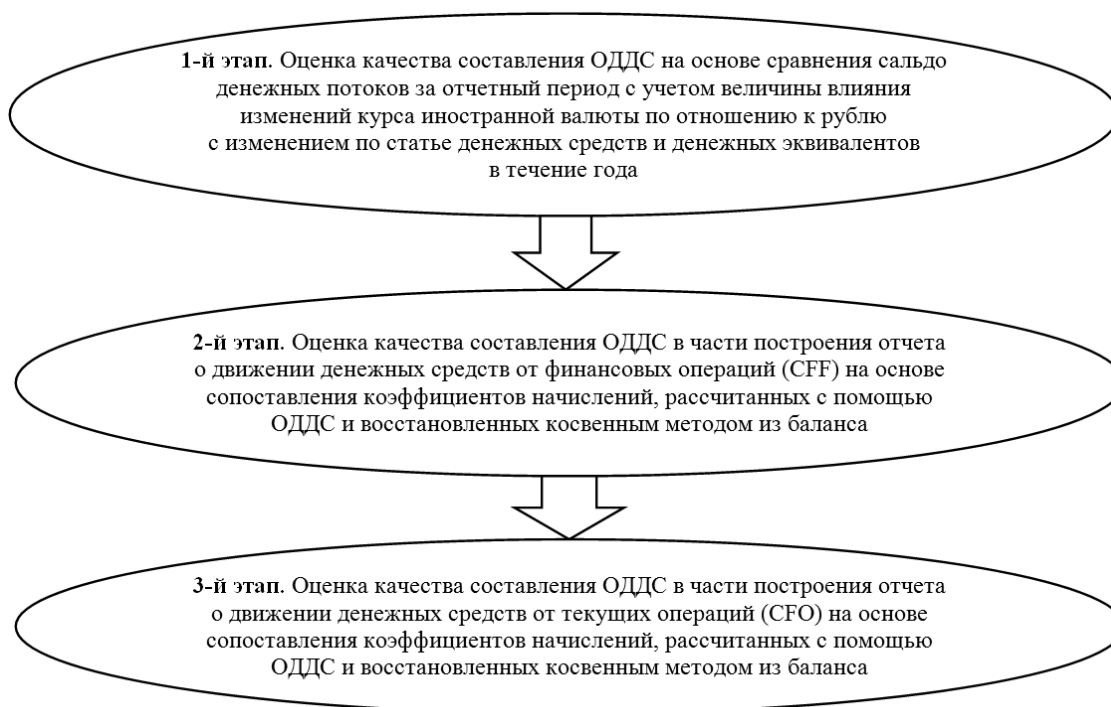 1-й этап. Оценка качества составления ОДДС на основе сравнения сальдо
денежных потоков за отчетный период с учетом величины влияния
изменений курса иностранной валюты по отношению к рублю
с изменением по статье денежных средств и денежных эквивалентов
в течение года
2-й этап. Оценка качества составления ОДДС в части построения отчета
о движении денежных средств от финансовых операций (CFF) на основе
сопоставления коэффициентов начислений, рассчитанных с помощью
ОДДС и восстановленных косвенным методом из баланса
3-й этап. Оценка качества составления ОДДС в части построения отчета
о движении денежных средств от текущих операций (CFO) на основе
сопоставления коэффициентов начислений, рассчитанных с помощью
ОДДС и восстановленных косвенным методом из баланса